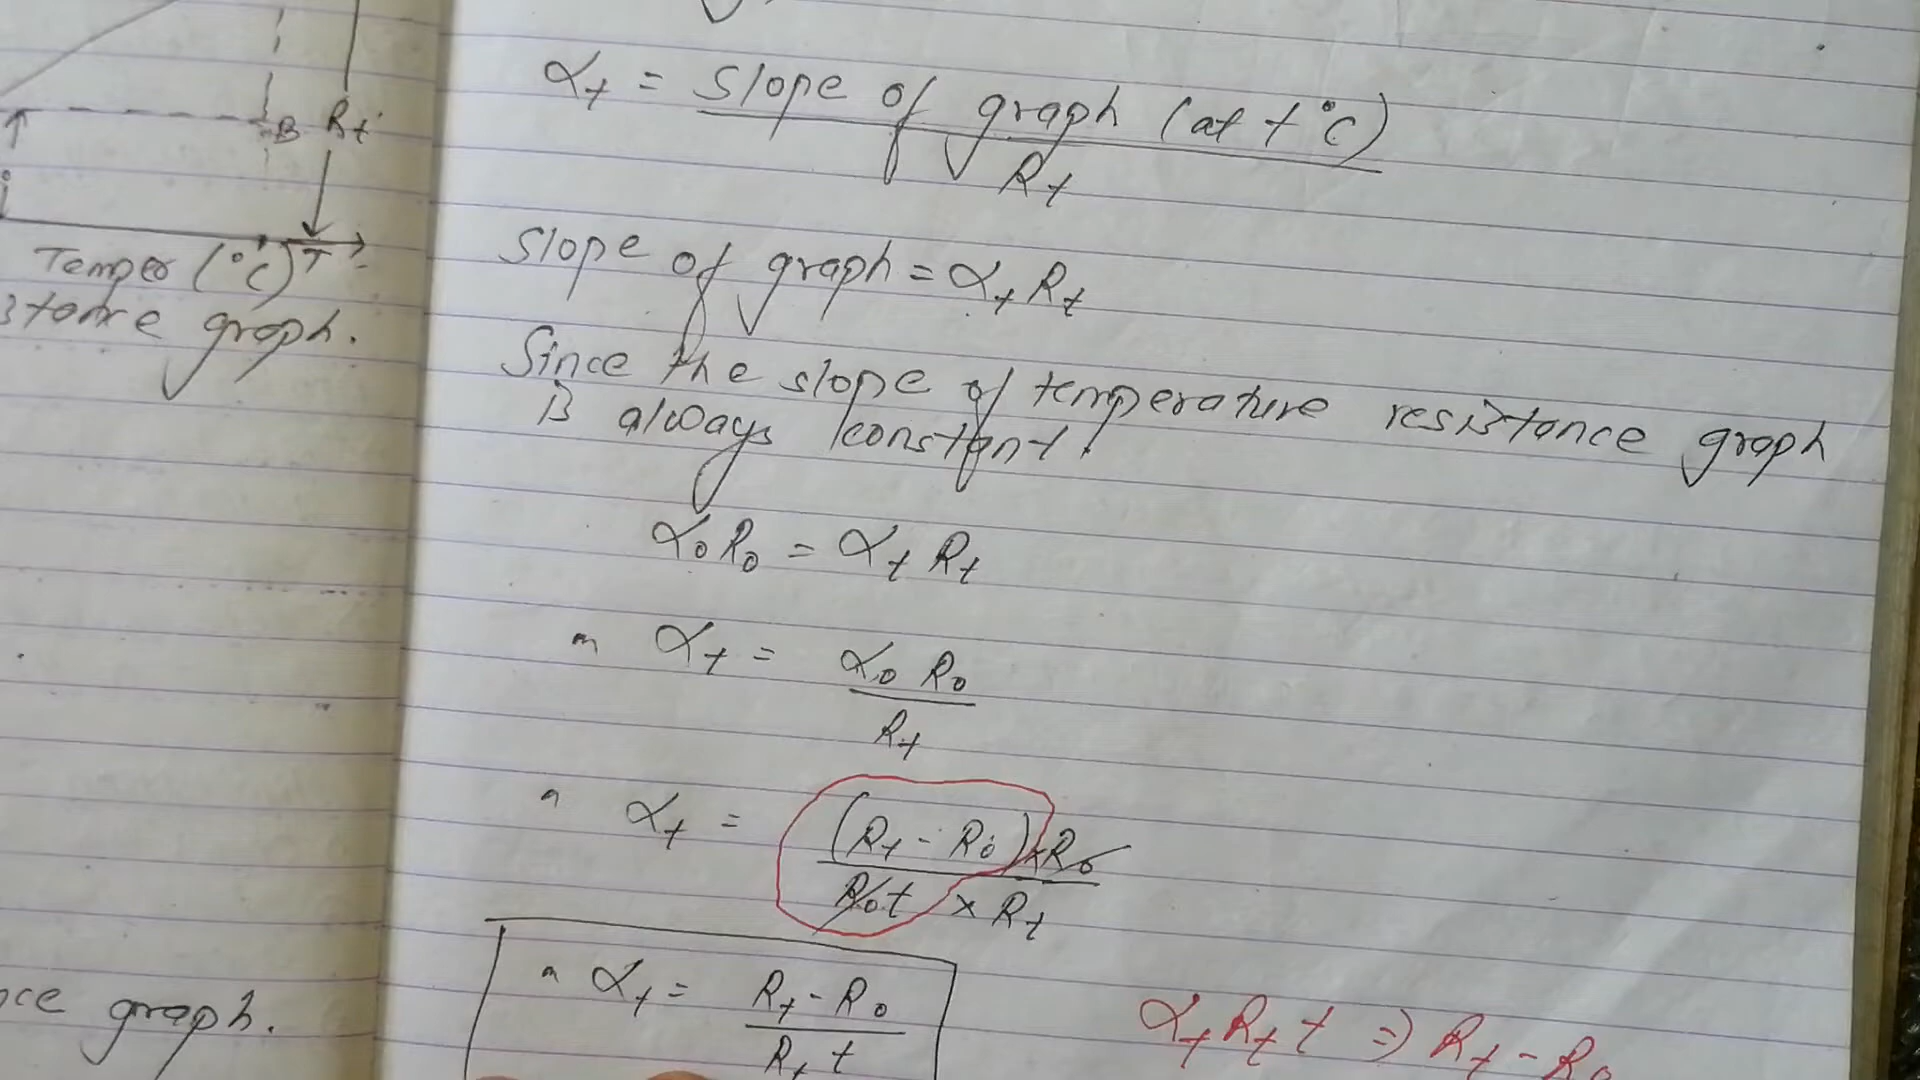 B Rt
Temper (°C) T
stance graph.
nce graph.
αt = slope of graph (at t°C)
Rt
Slope of graph = αt Rt
Since the slope of temperature resistance graph
is always constant.
α0 R0 = αt Rt
αt = α0 R0
Rt
αt = (Rt - R0) × R0
R0t × Rt
αt = Rt - R0
Rt t
αt Rt t ⇒ Rt - R0